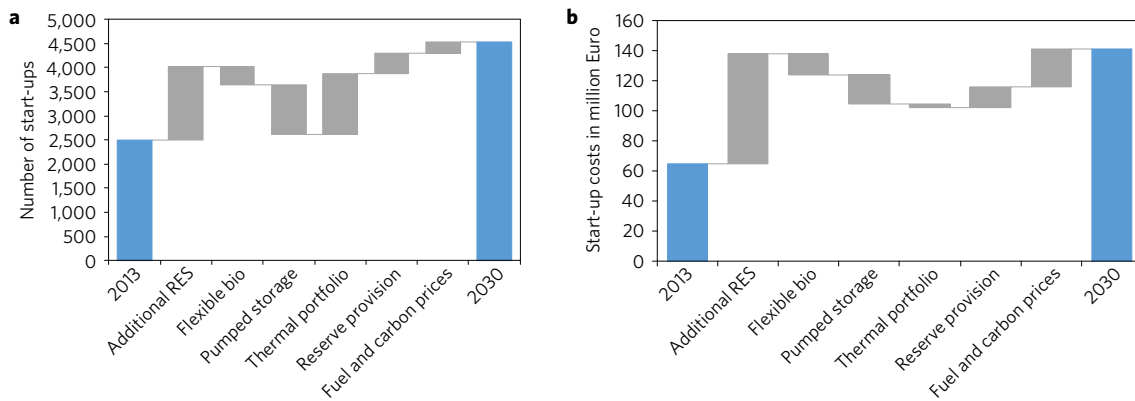 a
Number of start-ups
5,000
4,500
4,000
3,500
3,000
2,500
2,000
1,500
1,000
500
0
2013
Additional RES
Flexible bio
Pumped storage
Thermal portfolio
Reserve provision
Fuel and carbon prices
2030
b
Start-up costs in million Euro
160
140
120
100
80
60
40
20
0
2013
Additional RES
Flexible bio
Pumped storage
Thermal portfolio
Reserve provision
Fuel and carbon prices
2030